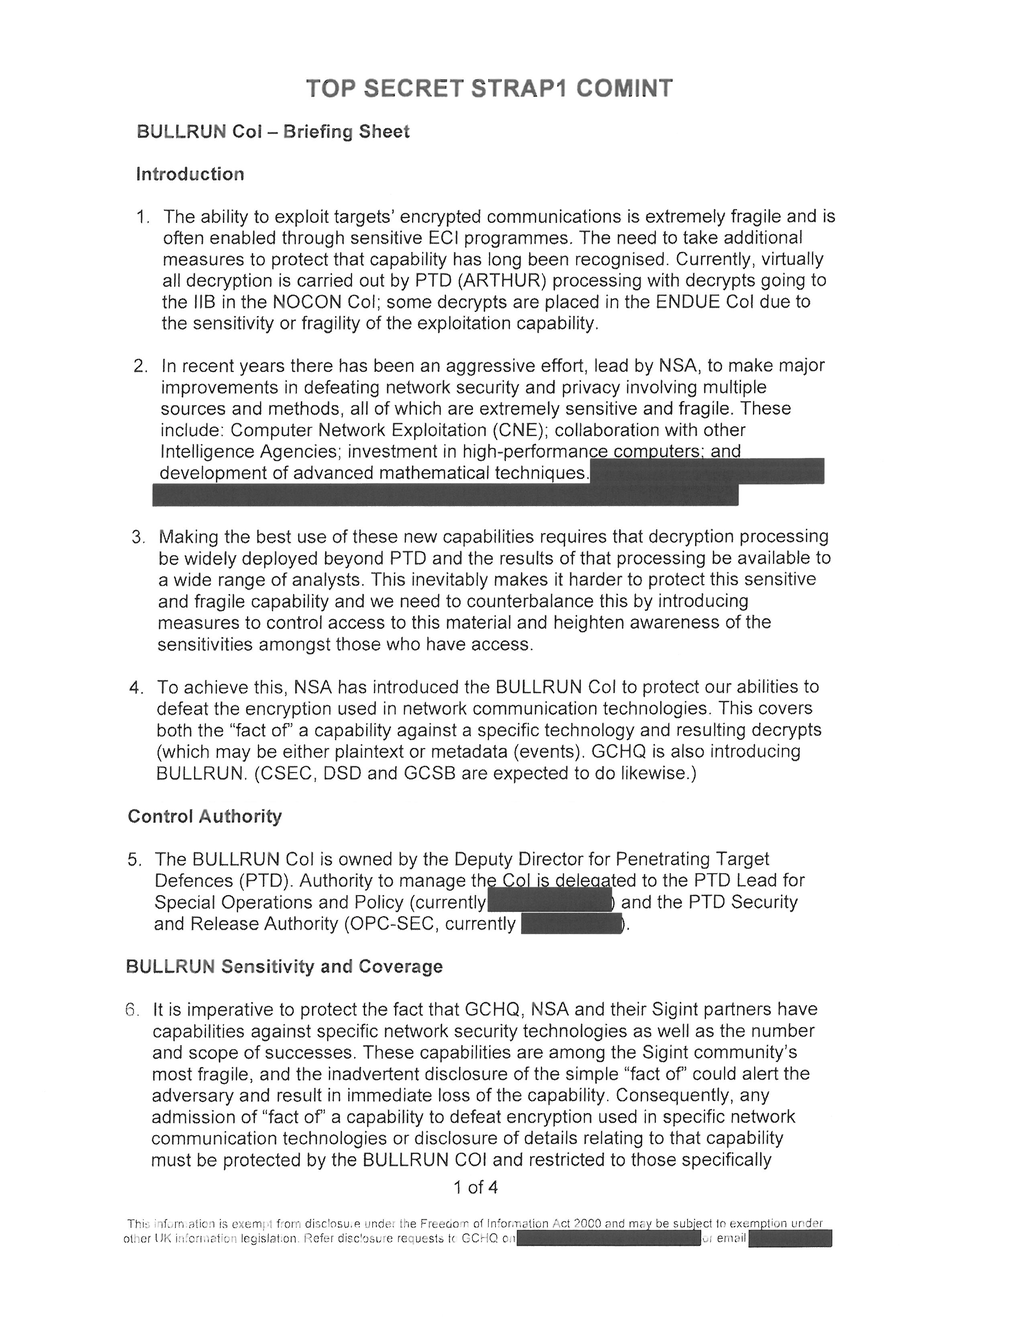 TOP SECRET STRAP1 COMINT
BULLRUN CoI – Briefing Sheet
Introduction
1. The ability to exploit targets' encrypted communications is extremely fragile and is
often enabled through sensitive ECI programmes. The need to take additional
measures to protect that capability has long been recognised. Currently, virtually
all decryption is carried out by PTD (ARTHUR) processing with decrypts going to
the IIB in the NOCON CoI; some decrypts are placed in the ENDUE CoI due to
the sensitivity or fragility of the exploitation capability.
2. In recent years there has been an aggressive effort, lead by NSA, to make major
improvements in defeating network security and privacy involving multiple
sources and methods, all of which are extremely sensitive and fragile. These
include: Computer Network Exploitation (CNE); collaboration with other
Intelligence Agencies; investment in high-performance computers; and
development of advanced mathematical techniques.
3. Making the best use of these new capabilities requires that decryption processing
be widely deployed beyond PTD and the results of that processing be available to
a wide range of analysts. This inevitably makes it harder to protect this sensitive
and fragile capability and we need to counterbalance this by introducing
measures to control access to this material and heighten awareness of the
sensitivities amongst those who have access.
4. To achieve this, NSA has introduced the BULLRUN CoI to protect our abilities to
defeat the encryption used in network communication technologies. This covers
both the "fact of" a capability against a specific technology and resulting decrypts
(which may be either plaintext or metadata (events). GCHQ is also introducing
BULLRUN. (CSEC, DSD and GCSB are expected to do likewise.)
Control Authority
5. The BULLRUN CoI is owned by the Deputy Director for Penetrating Target
Defences (PTD). Authority to manage the CoI is delegated to the PTD Lead for
Special Operations and Policy (currently ) and the PTD Security
and Release Authority (OPC-SEC, currently ).
BULLRUN Sensitivity and Coverage
6. It is imperative to protect the fact that GCHQ, NSA and their Sigint partners have
capabilities against specific network security technologies as well as the number
and scope of successes. These capabilities are among the Sigint community's
most fragile, and the inadvertent disclosure of the simple "fact of" could alert the
adversary and result in immediate loss of the capability. Consequently, any
admission of "fact of" a capability to defeat encryption used in specific network
communication technologies or disclosure of details relating to that capability
must be protected by the BULLRUN COI and restricted to those specifically
1 of 4
This information is exempt from disclosure under the Freedom of Information Act 2000 and may be subject to exemption under
other UK information legislation. Refer disclosure requests to GCHQ on or email